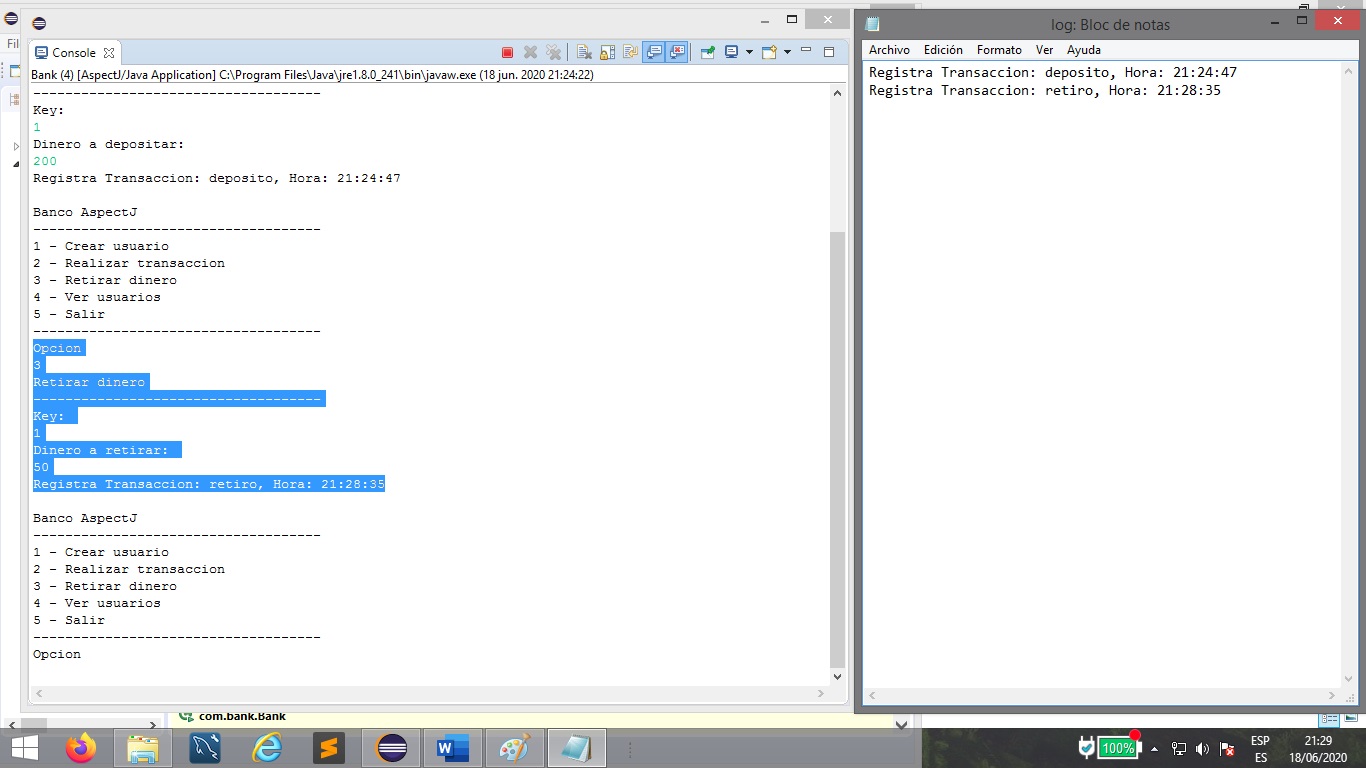 Fil
Console
Bank (4) [AspectJ/Java Application] C:\Program Files\Java\jre1.8.0_241\bin\javaw.exe (18 jun. 2020 21:24:22)
------------------------------------
Key:
1
Dinero a depositar:
200
Registra Transaccion: deposito, Hora: 21:24:47
Banco AspectJ
------------------------------------
1 - Crear usuario
2 - Realizar transaccion
3 - Retirar dinero
4 - Ver usuarios
5 - Salir
------------------------------------
Opcion
3
Retirar dinero
------------------------------------
Key:
1
Dinero a retirar:
50
Registra Transaccion: retiro, Hora: 21:28:35
Banco AspectJ
------------------------------------
1 - Crear usuario
2 - Realizar transaccion
3 - Retirar dinero
4 - Ver usuarios
5 - Salir
------------------------------------
Opcion
com.bank.Bank
log: Bloc de notas
Archivo Edición Formato Ver Ayuda
Registra Transaccion: deposito, Hora: 21:24:47
Registra Transaccion: retiro, Hora: 21:28:35
100%
ESP
ES
21:29
18/06/2020